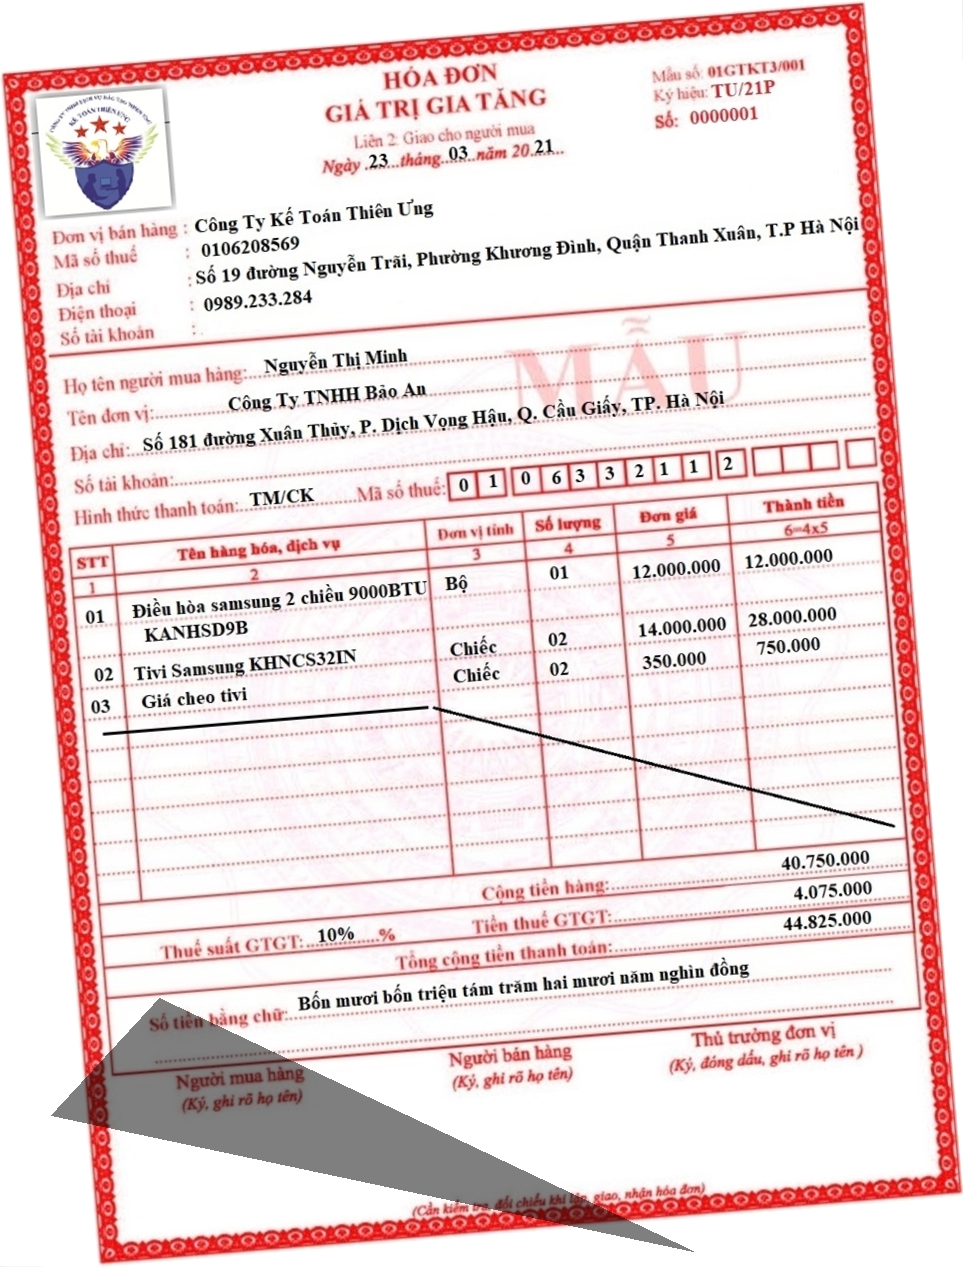 HÓA ĐƠN
GIÁ TRỊ GIA TĂNG
Liên 2: Giao cho người mua
Ngày 23 tháng 03 năm 20 21
Mẫu số: 01GTKT3/001
Ký hiệu: TU/21P
Số: 0000001
KẾ TOÁN THIÊN ƯNG
Đơn vị bán hàng : Công Ty Kế Toán Thiên Ưng
Mã số thuế : 0106208569
Địa chỉ : Số 19 đường Nguyễn Trãi, Phường Khương Đình, Quận Thanh Xuân, T.P Hà Nội
Điện thoại : 0989.233.284
Số tài khoản :
MẪU
Họ tên người mua hàng: Nguyễn Thị Minh
Tên đơn vị: Công Ty TNHH Bảo An
Địa chỉ: Số 181 đường Xuân Thủy, P. Dịch Vọng Hậu, Q. Cầu Giấy, TP. Hà Nội
Số tài khoản:
Hình thức thanh toán: TM/CK Mã số thuế: 0 1 0 6 3 3 2 1 1 2
STT Tên hàng hóa, dịch vụ Đơn vị tính Số lượng Đơn giá Thành tiền
1 2 3 4 5 6=4x5
01 Điều hòa samsung 2 chiều 9000BTU Bộ 01 12.000.000 12.000.000
KANHSD9B
02 Tivi Samsung KHNCS32IN Chiếc 02 14.000.000 28.000.000
03 Giá cheo tivi Chiếc 02 350.000 750.000
Cộng tiền hàng: 40.750.000
Thuế suất GTGT: 10% % Tiền thuế GTGT: 4.075.000
Tổng cộng tiền thanh toán: 44.825.000
Số tiền bằng chữ: Bốn mươi bốn triệu tám trăm hai mươi năm nghìn đồng
Người mua hàng Người bán hàng Thủ trưởng đơn vị
(Ký, ghi rõ họ tên) (Ký, ghi rõ họ tên) (Ký, đóng dấu, ghi rõ họ tên )
(Cần kiểm tra, đối chiếu khi lập, giao, nhận hóa đơn)